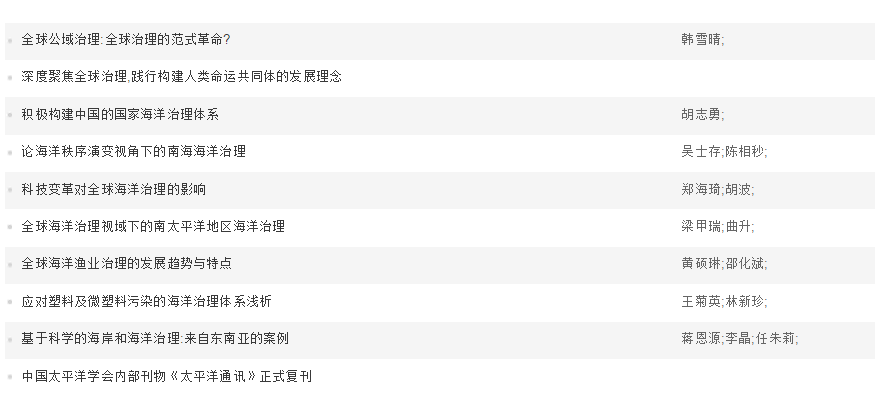 全球公域治理:全球治理的范式革命? 韩雪晴;
深度聚焦全球治理,践行构建人类命运共同体的发展理念
积极构建中国的国家海洋治理体系 胡志勇;
论海洋秩序演变视角下的南海海洋治理 吴士存;陈相秒;
科技变革对全球海洋治理的影响 郑海琦;胡波;
全球海洋治理视域下的南太平洋地区海洋治理 梁甲瑞;曲升;
全球海洋渔业治理的发展趋势与特点 黄硕琳;邵化斌;
应对塑料及微塑料污染的海洋治理体系浅析 王菊英;林新珍;
基于科学的海岸和海洋治理:来自东南亚的案例 蒋恩源;李晶;任朱莉;
中国太平洋学会内部刊物《太平洋通讯》正式复刊